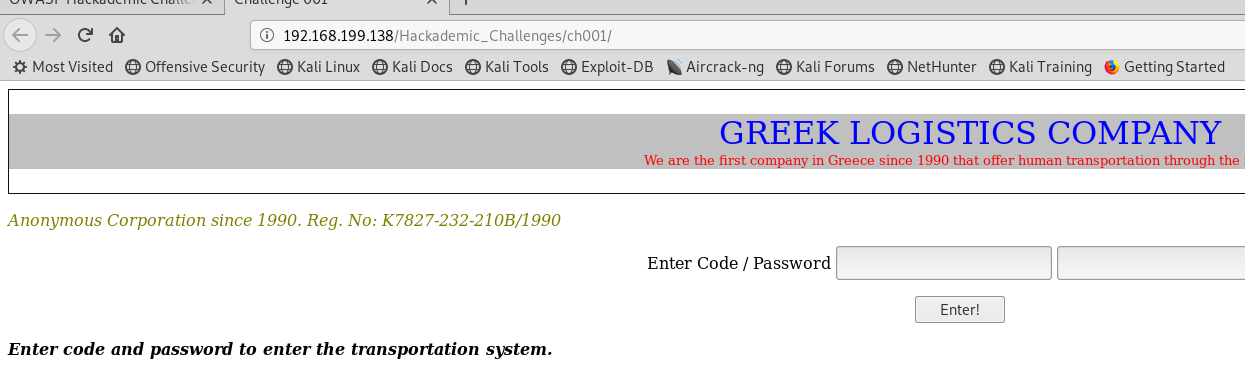 OWASP Hackademic Challe
Challenge 001
192.168.199.138/Hackademic_Challenges/ch001/
Most Visited Offensive Security Kali Linux Kali Docs Kali Tools Exploit-DB Aircrack-ng Kali Forums NetHunter Kali Training Getting Started
GREEK LOGISTICS COMPANY
We are the first company in Greece since 1990 that offer human transportation through the
Anonymous Corporation since 1990. Reg. No: K7827-232-210B/1990
Enter Code / Password
Enter!
Enter code and password to enter the transportation system.